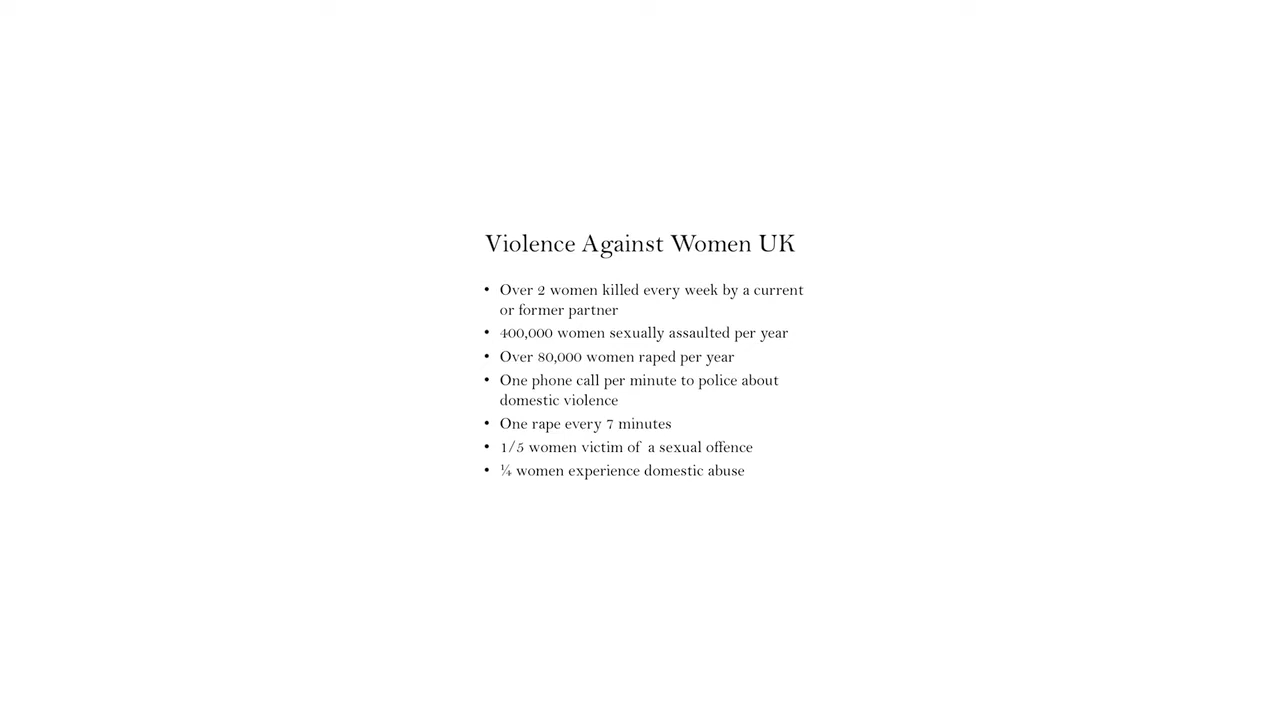 Violence Against Women UK
• Over 2 women killed every week by a current
or former partner
• 400,000 women sexually assaulted per year
• Over 80,000 women raped per year
• One phone call per minute to police about
domestic violence
• One rape every 7 minutes
• 1/5 women victim of  a sexual offence
• ¼ women experience domestic abuse